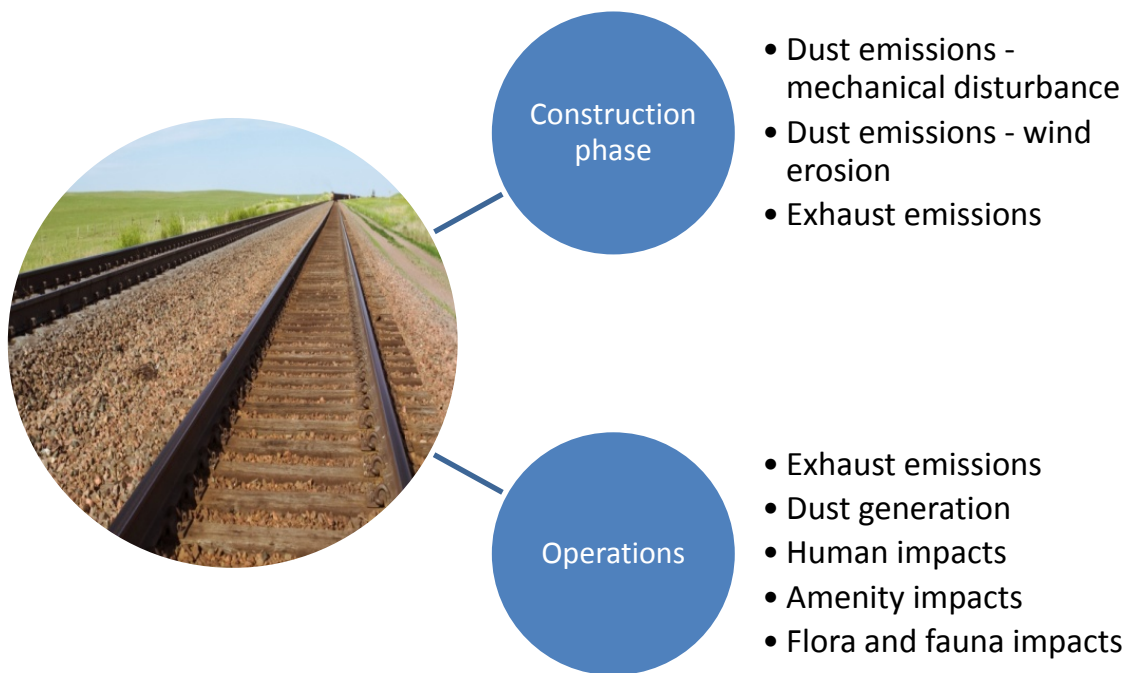 Construction
phase
• Dust emissions -
mechanical disturbance
• Dust emissions - wind
erosion
• Exhaust emissions
Operations
• Exhaust emissions
• Dust generation
• Human impacts
• Amenity impacts
• Flora and fauna impacts